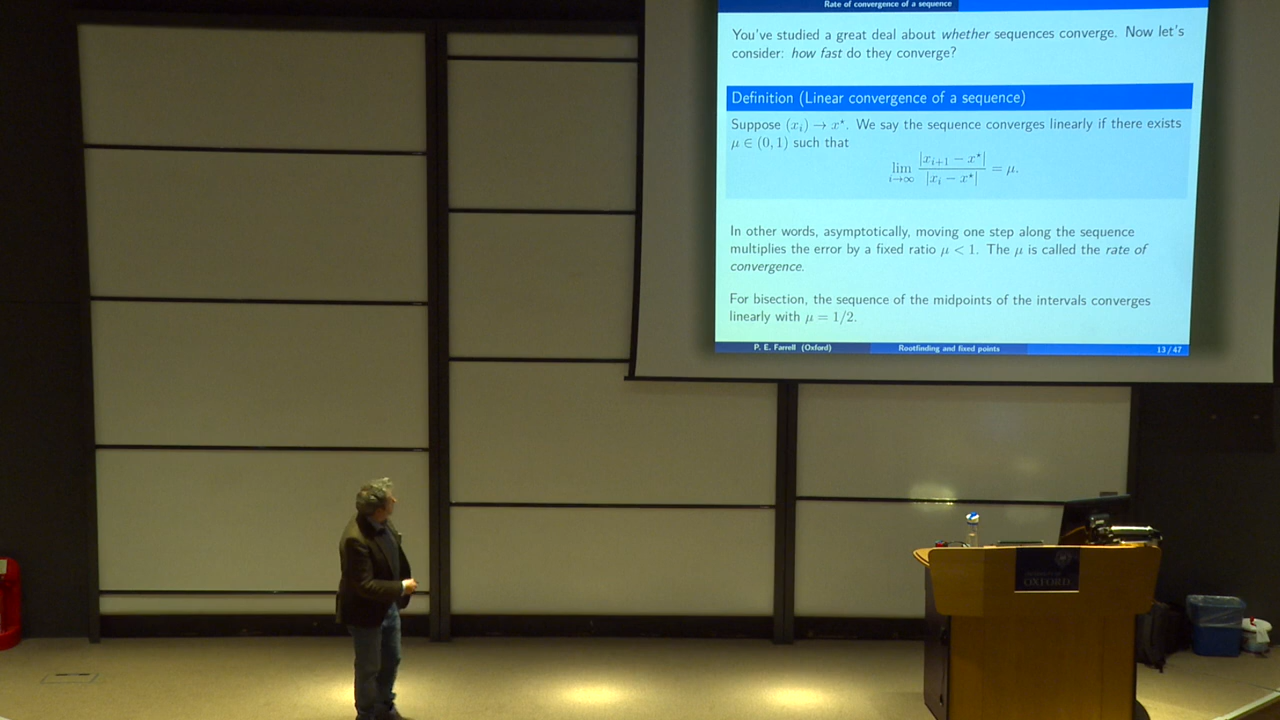 Rate of convergence of a sequence
You've studied a great deal about whether sequences converge. Now let's
consider: how fast do they converge?
Definition (Linear convergence of a sequence)
Suppose (x_i) → x*. We say the sequence converges linearly if there exists
μ ∈ (0, 1) such that
lim_{i→∞} |x_{i+1} − x*| / |x_i − x*| = μ.
In other words, asymptotically, moving one step along the sequence
multiplies the error by a fixed ratio μ < 1. The μ is called the rate of
convergence.
For bisection, the sequence of the midpoints of the intervals converges
linearly with μ = 1/2.
P. E. Farrell (Oxford) Rootfinding and fixed points 13 / 47
UNIVERSITY OF
OXFORD